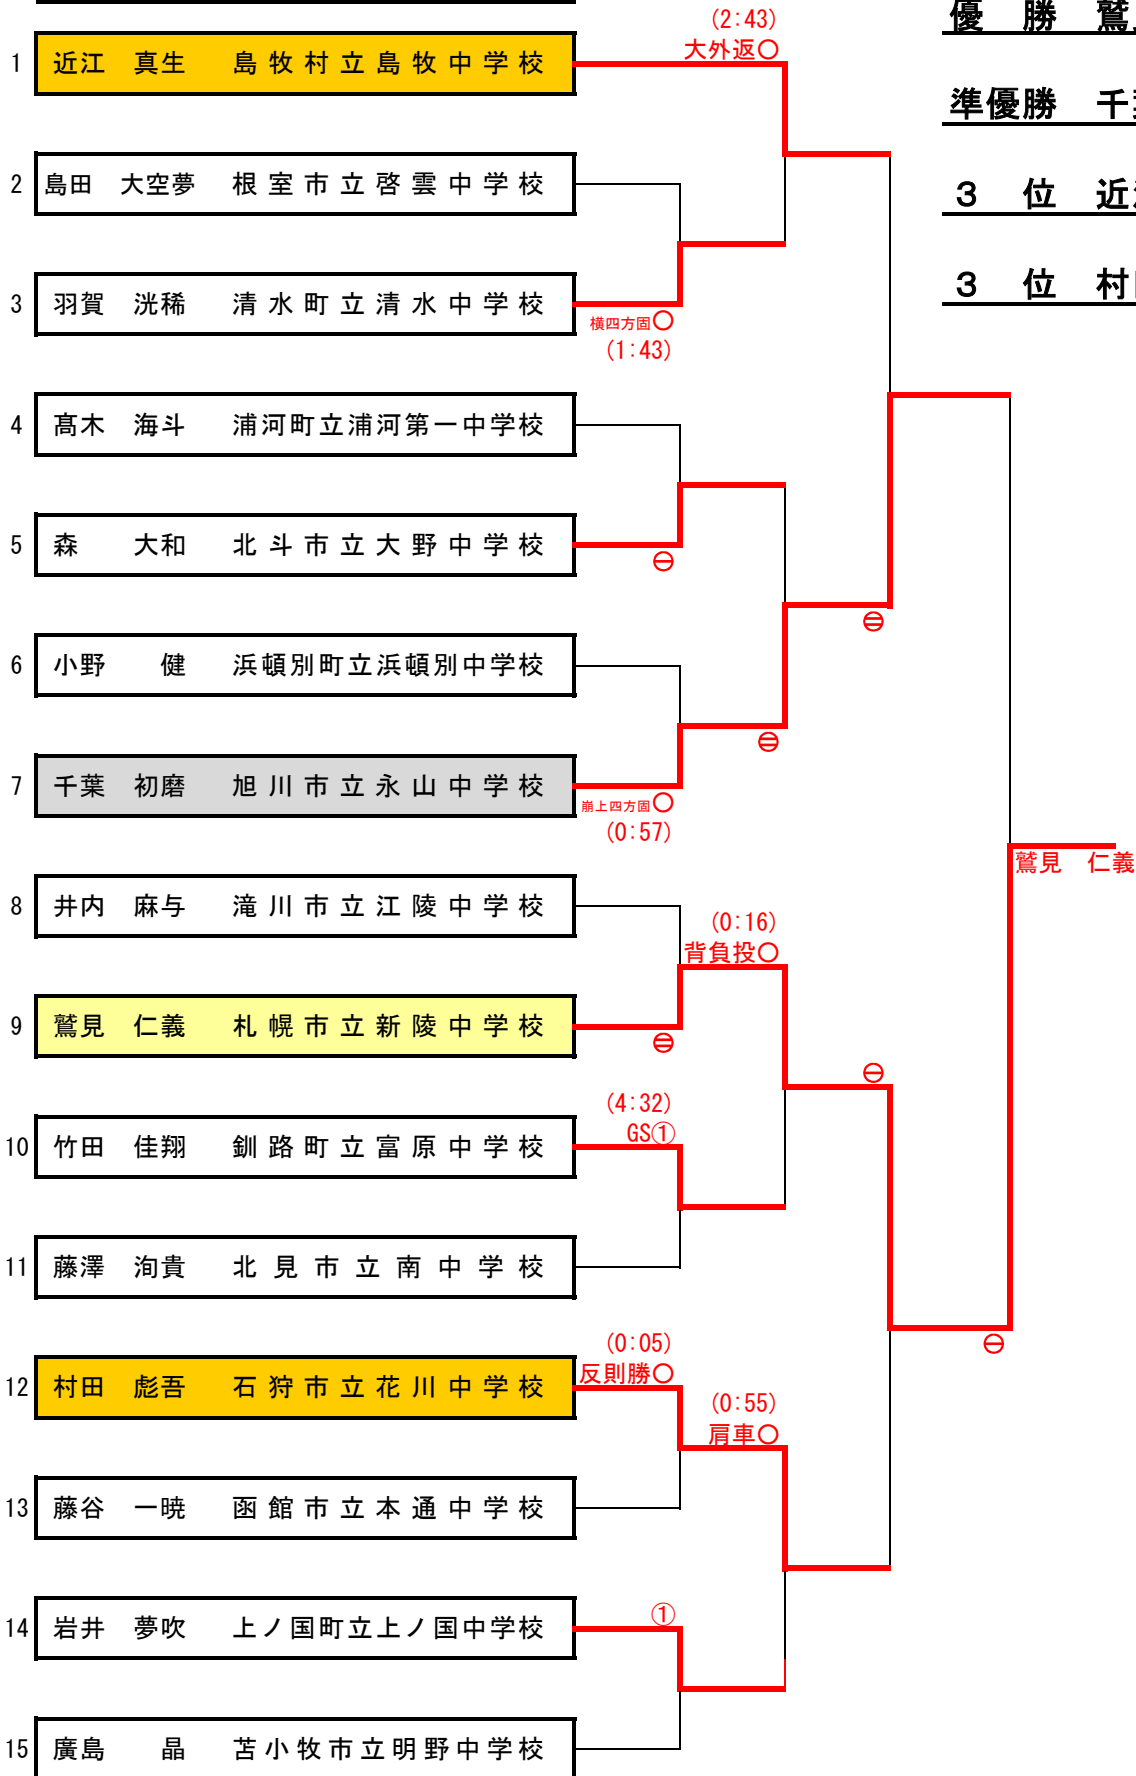 (2:43)
優 勝 鷲
1 近江 真生 島牧村立島牧中学校
大外返○
準優勝 千
2 島田 大空夢 根室市立啓雲中学校
3 位 近
3 羽賀 洸稀 清水町立清水中学校
3 位 村
横四方固○
(1:43)
4 髙木 海斗 浦河町立浦河第一中学校
5 森 大和 北斗市立大野中学校
6 小野 健 浜頓別町立浜頓別中学校
7 千葉 初磨 旭川市立永山中学校
崩上四方固○
(0:57)
鷲見 仁義
8 井内 麻与 滝川市立江陵中学校
(0:16)
背負投○
9 鷲見 仁義 札幌市立新陵中学校
(4:32)
GS①
10 竹田 佳翔 釧路町立富原中学校
11 藤澤 洵貴 北見市立南中学校
(0:05)
反則勝○
12 村田 彪吾 石狩市立花川中学校
(0:55)
肩車○
13 藤谷 一暁 函館市立本通中学校
①
14 岩井 夢吹 上ノ国町立上ノ国中学校
15 廣島 晶 苫小牧市立明野中学校